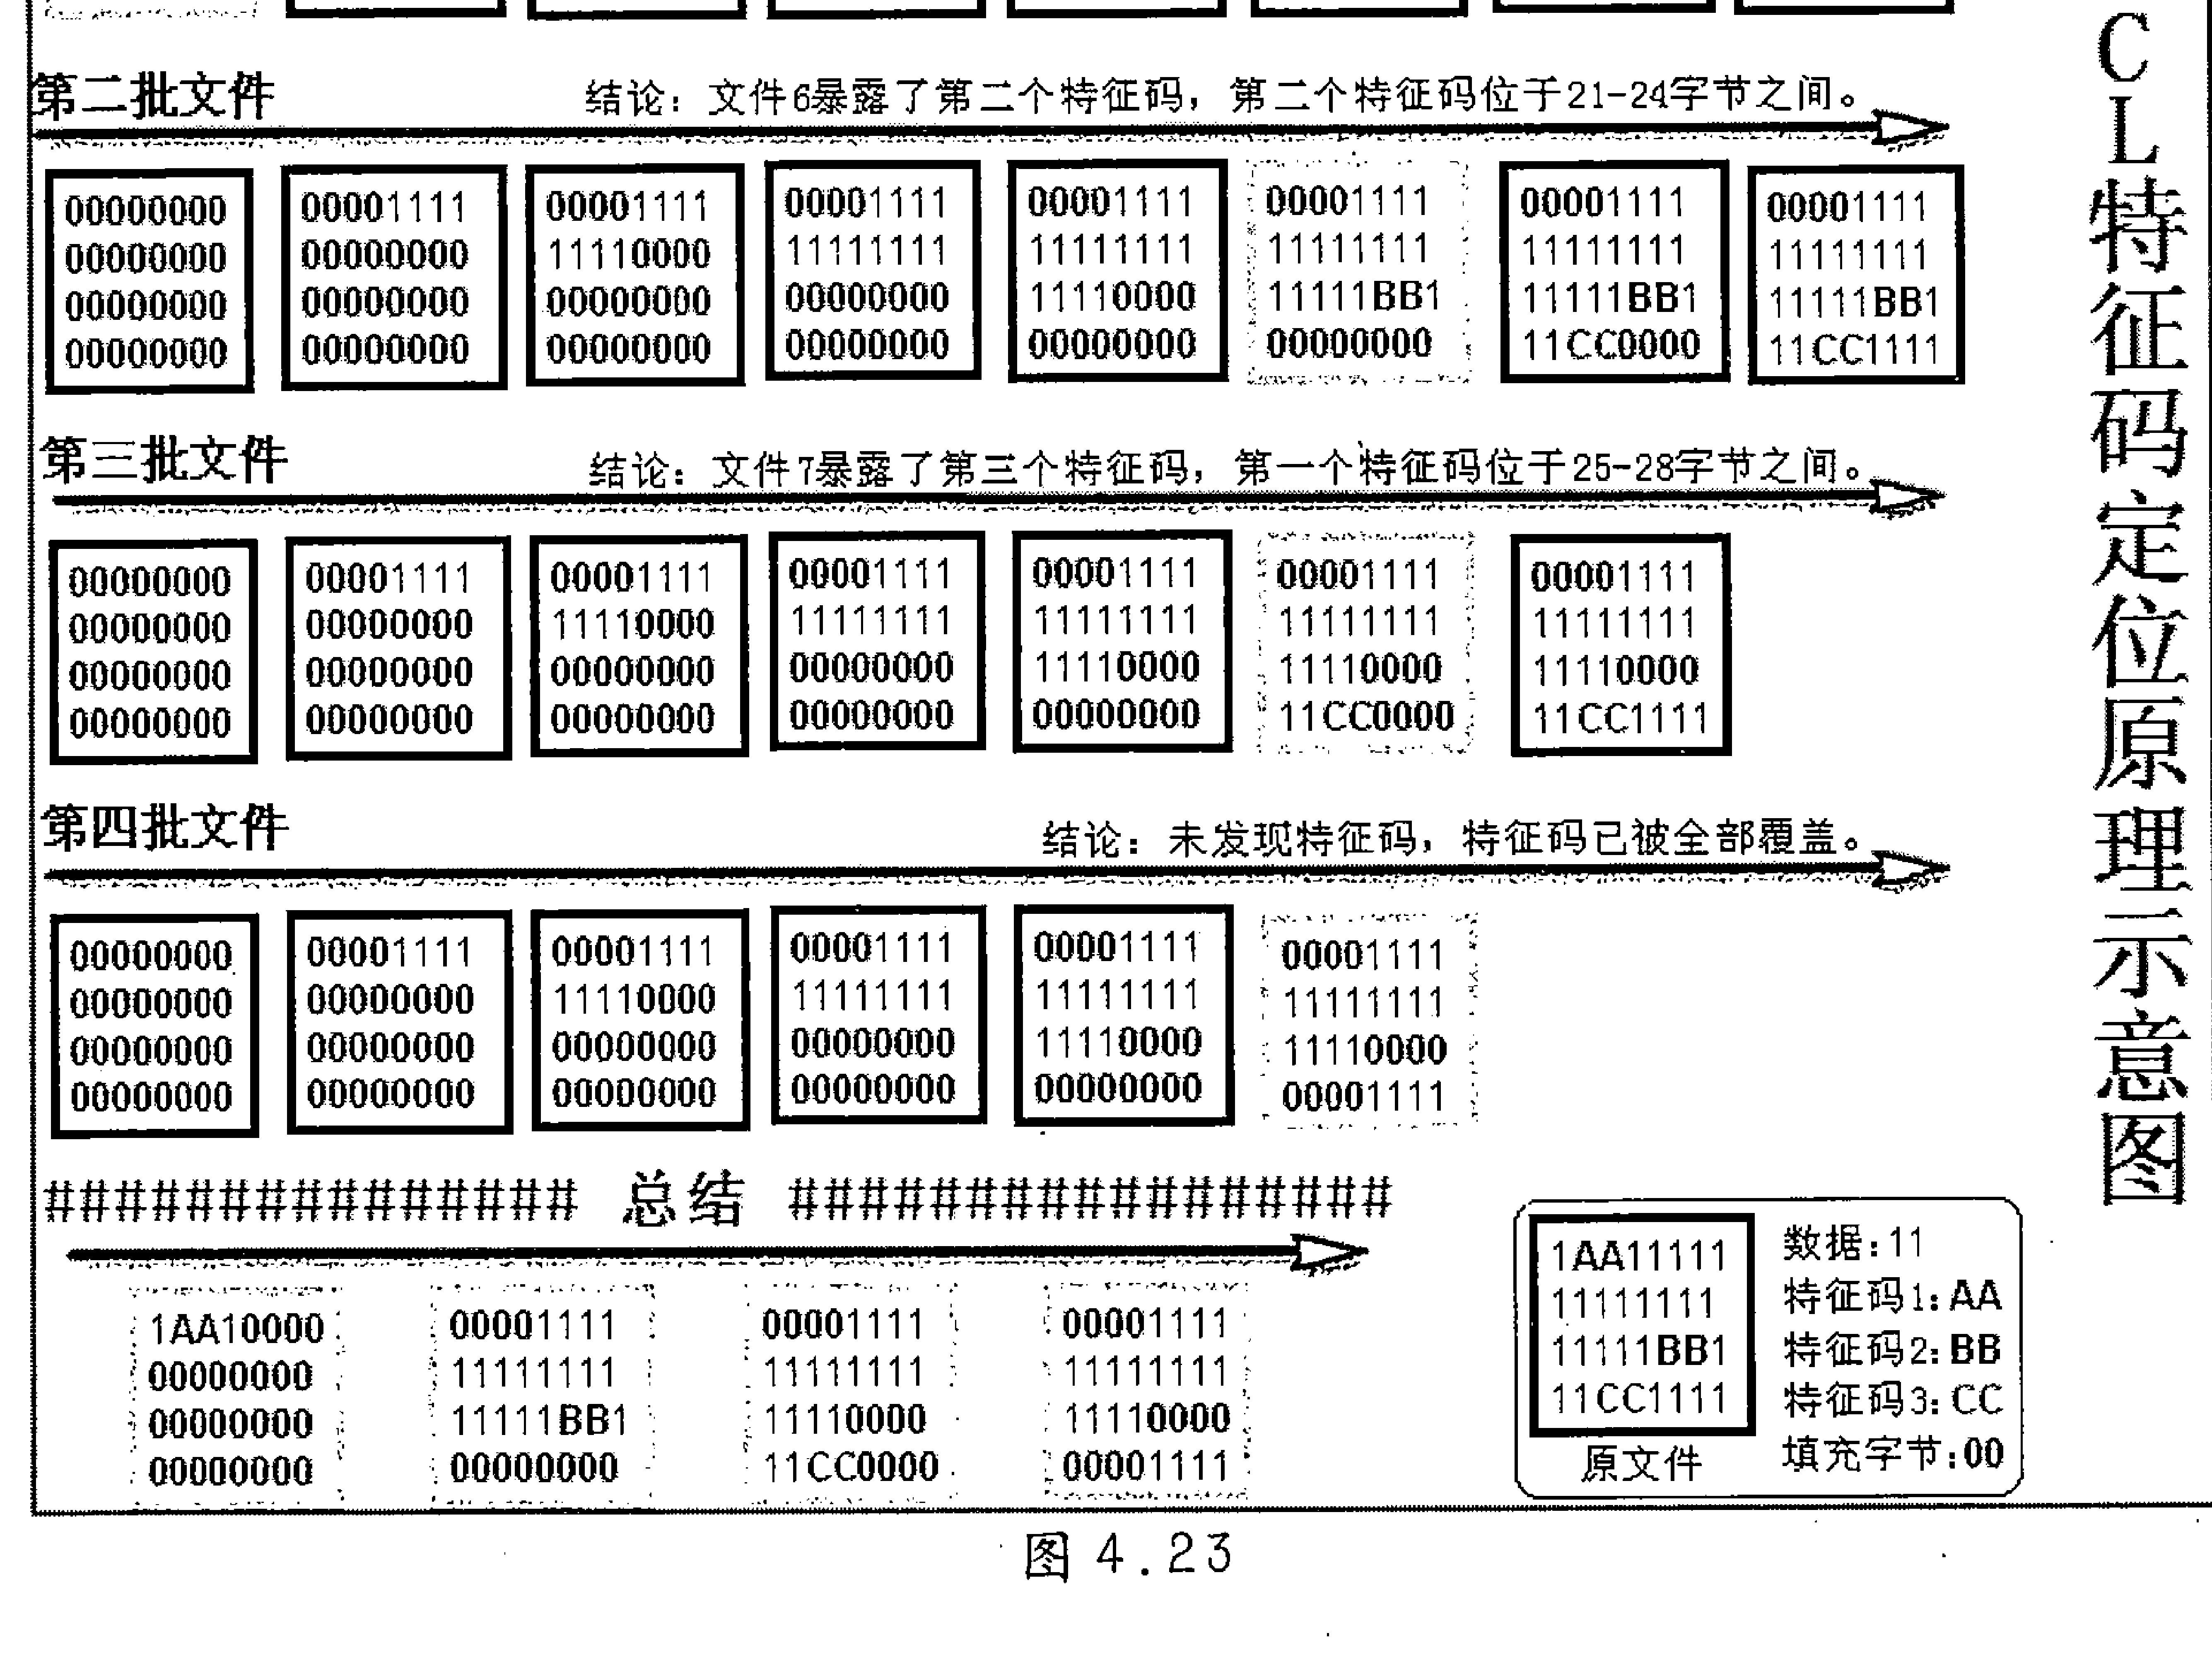 第二批文件
结论：文件6暴露了第二个特征码，第二个特征码位于21-24字节之间。
00000000 00001111 00001111 00001111 00001111 00001111 00001111 00001111
00000000 00000000 11110000 11111111 11111111 11111111 11111111 11111111
00000000 00000000 00000000 00000000 11110000 11111BB1 11111BB1 11111BB1
00000000 00000000 00000000 00000000 00000000 00000000 11CC0000 11CC1111
第三批文件
结论：文件7暴露了第三个特征码，第一个特征码位于25-28字节之间。
00000000 00001111 00001111 00001111 00001111 00001111 00001111
00000000 00000000 11110000 11111111 11111111 11111111 11111111
00000000 00000000 00000000 00000000 11110000 11110000 11110000
00000000 00000000 00000000 00000000 00000000 11CC0000 11CC1111
第四批文件
结论：未发现特征码，特征码已被全部覆盖。
00000000 00001111 00001111 00001111 00001111 00001111
00000000 00000000 11110000 11111111 11111111 11111111
00000000 00000000 00000000 00000000 11110000 11110000
00000000 00000000 00000000 00000000 00000000 00001111
############### 总结 #################
1AA10000 00001111 00001111 00001111
00000000 11111111 11111111 11111111
00000000 11111BB1 11110000 11110000
00000000 00000000 11CC0000 00001111
1AA11111
11111111
11111BB1
11CC1111
原文件
数据:11
特征码1:AA
特征码2:BB
特征码3:CC
填充字节:00
CL特征码定位原理示意图
图 4.23